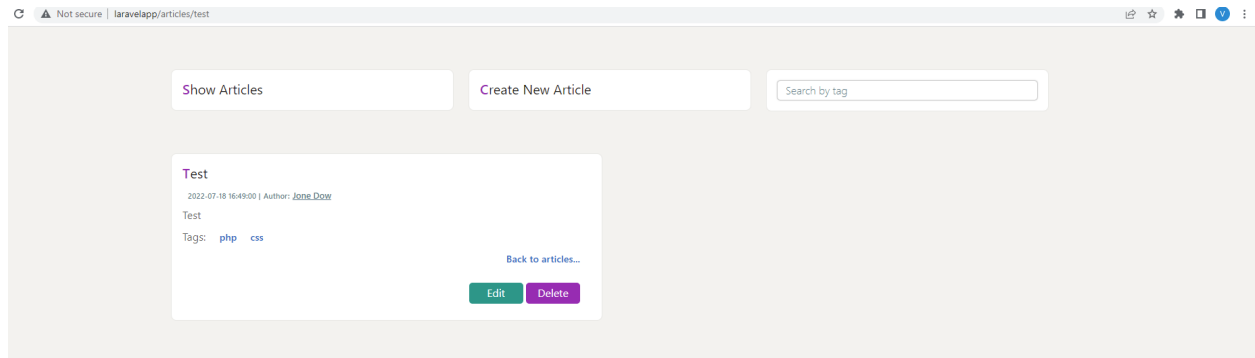 Not secure | laravelapp/articles/test
V
Show Articles
Create New Article
Search by tag
Test
2022-07-18 16:49:00 | Author: Jone Dow
Test
Tags: php css
Back to articles...
Edit Delete